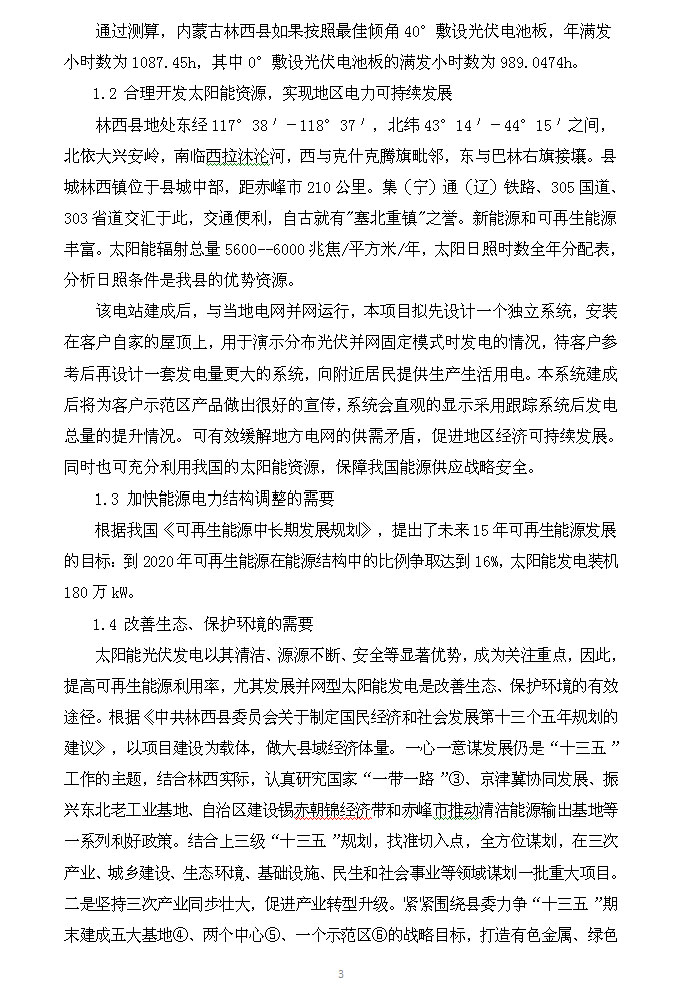 通过测算，内蒙古林西县如果按照最佳倾角 40° 敷设光伏电池板，年满发
小时数为 1087.45h，其中 0° 敷设光伏电池板的满发小时数为 989.0474h。
1.2 合理开发太阳能资源，实现地区电力可持续发展
林西县地处东经 117° 38′－118° 37′，北纬 43° 14′－44° 15′之间，
北依大兴安岭，南临西拉沐沦河，西与克什克腾旗毗邻，东与巴林右旗接壤。县
城林西镇位于县城中部，距赤峰市 210 公里。集（宁）通（辽）铁路、305 国道、
303 省道交汇于此，交通便利，自古就有"塞北重镇"之誉。新能源和可再生能源
丰富。太阳能辐射总量 5600--6000 兆焦/平方米/年，太阳日照时数全年分配表，
分析日照条件是我县的优势资源。
该电站建成后，与当地电网并网运行，本项目拟先设计一个独立系统，安装
在客户自家的屋顶上，用于演示分布光伏并网固定模式时发电的情况，待客户参
考后再设计一套发电量更大的系统，向附近居民提供生产生活用电。本系统建成
后将为客户示范区产品做出很好的宣传，系统会直观的显示采用跟踪系统后发电
总量的提升情况。可有效缓解地方电网的供需矛盾，促进地区经济可持续发展。
同时也可充分利用我国的太阳能资源，保障我国能源供应战略安全。
1.3 加快能源电力结构调整的需要
根据我国《可再生能源中长期发展规划》，提出了未来 15 年可再生能源发展
的目标：到 2020 年可再生能源在能源结构中的比例争取达到 16%，太阳能发电装机
180 万 kW。
1.4 改善生态、保护环境的需要
太阳能光伏发电以其清洁、源源不断、安全等显著优势，成为关注重点，因此，
提高可再生能源利用率，尤其发展并网型太阳能发电是改善生态、保护环境的有效
途径。根据《中共林西县委员会关于制定国民经济和社会发展第十三个五年规划的
建议》，以项目建设为载体，做大县域经济体量。一心一意谋发展仍是“十三五”
工作的主题，结合林西实际，认真研究国家“一带一路”③、京津冀协同发展、振
兴东北老工业基地、自治区建设锡赤朝锦经济带和赤峰市推动清洁能源输出基地等
一系列利好政策。结合上三级“十三五”规划，找准切入点，全方位谋划，在三次
产业、城乡建设、生态环境、基础设施、民生和社会事业等领域谋划一批重大项目。
二是坚持三次产业同步壮大，促进产业转型升级。紧紧围绕县委力争“十三五”期
末建成五大基地④、两个中心⑤、一个示范区⑥的战略目标，打造有色金属、绿色
3